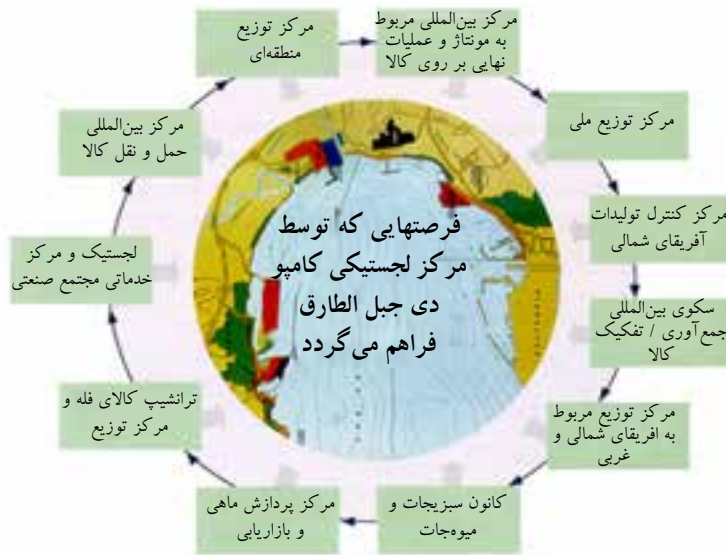 مرکز بین‌المللی مربوط
به مونتاژ و عملیات
نهایی بر روی کالا
مرکز توزیع ملی
مرکز کنترل تولیدات
آفریقای شمالی
سکوی بین‌المللی
جمع‌آوری / تفکیک
کالا
مرکز توزیع مربوط
به افریقای شمالی و
غربی
کانون سبزیجات و
میوه‌جات
مرکز پردازش ماهی
و بازاریابی
ترانشیپ کالای فله و
مرکز توزیع
لجستیک و مرکز
خدماتی مجتمع صنعتی
مرکز بین‌المللی
حمل و نقل کالا
مرکز توزیع
منطقه‌ای
فرصتهایی که توسط
مرکز لجستیکی کامپو
دی جبل الطارق
فراهم می‌گردد